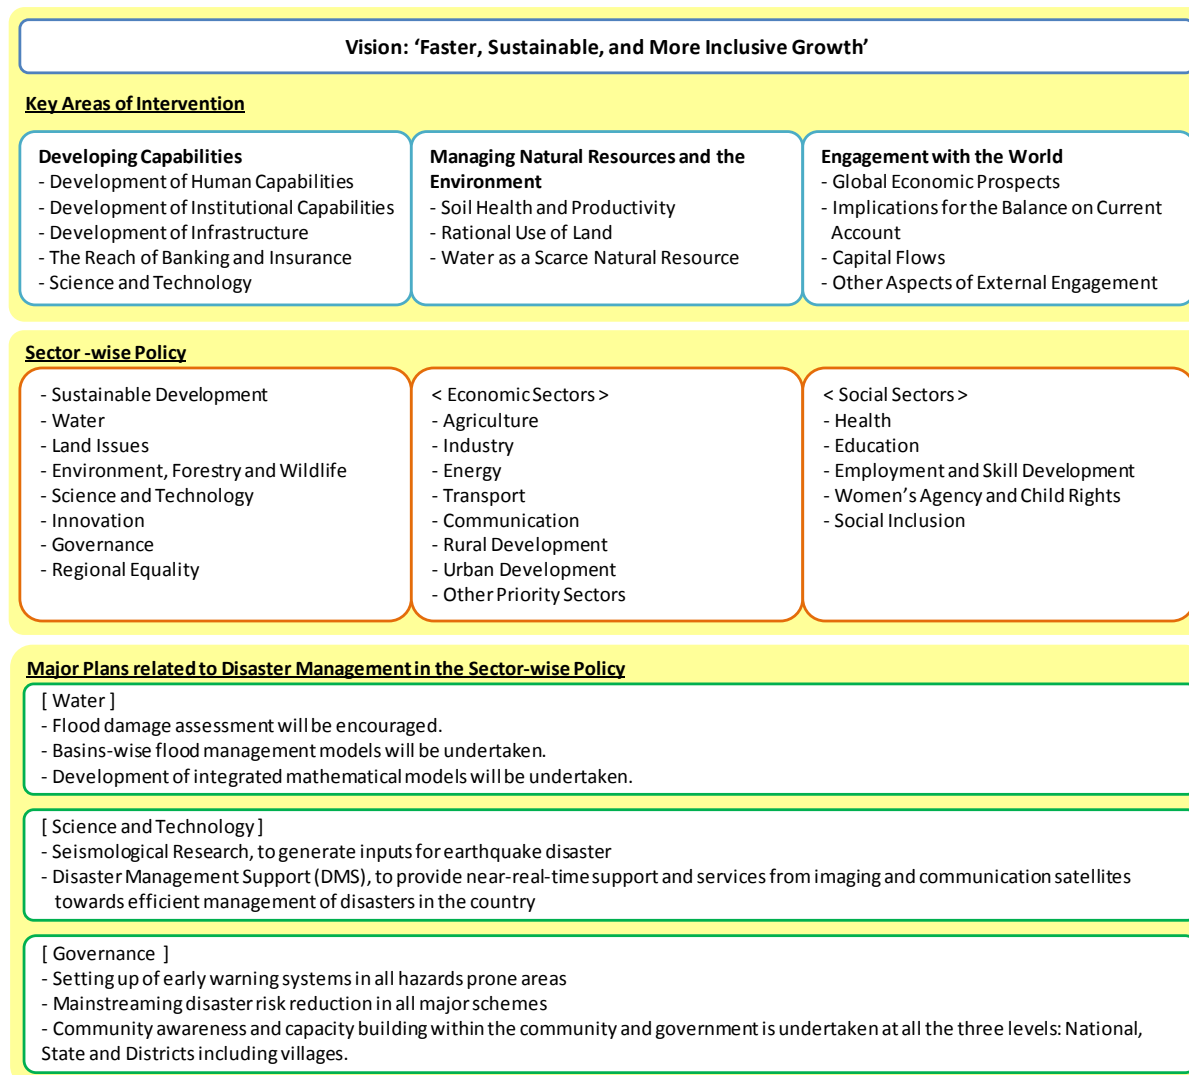 Vision: ‘Faster, Sustainable, and More Inclusive Growth’
Key Areas of Intervention
Developing Capabilities
- Development of Human Capabilities
- Development of Institutional Capabilities
- Development of Infrastructure
- The Reach of Banking and Insurance
- Science and Technology
Managing Natural Resources and the
Environment
- Soil Health and Productivity
- Rational Use of Land
- Water as a Scarce Natural Resource
Engagement with the World
- Global Economic Prospects
- Implications for the Balance on Current
Account
- Capital Flows
- Other Aspects of External Engagement
Sector -wise Policy
- Sustainable Development
- Water
- Land Issues
- Environment, Forestry and Wildlife
- Science and Technology
- Innovation
- Governance
- Regional Equality
< Economic Sectors >
- Agriculture
- Industry
- Energy
- Transport
- Communication
- Rural Development
- Urban Development
- Other Priority Sectors
< Social Sectors >
- Health
- Education
- Employment and Skill Development
- Women’s Agency and Child Rights
- Social Inclusion
Major Plans related to Disaster Management in the Sector-wise Policy
[ Water ]
- Flood damage assessment will be encouraged.
- Basins-wise flood management models will be undertaken.
- Development of integrated mathematical models will be undertaken.
[ Science and Technology ]
- Seismological Research, to generate inputs for earthquake disaster
- Disaster Management Support (DMS), to provide near-real-time support and services from imaging and communication satellites
towards efficient management of disasters in the country
[ Governance ]
- Setting up of early warning systems in all hazards prone areas
- Mainstreaming disaster risk reduction in all major schemes
- Community awareness and capacity building within the community and government is undertaken at all the three levels: National,
State and Districts including villages.